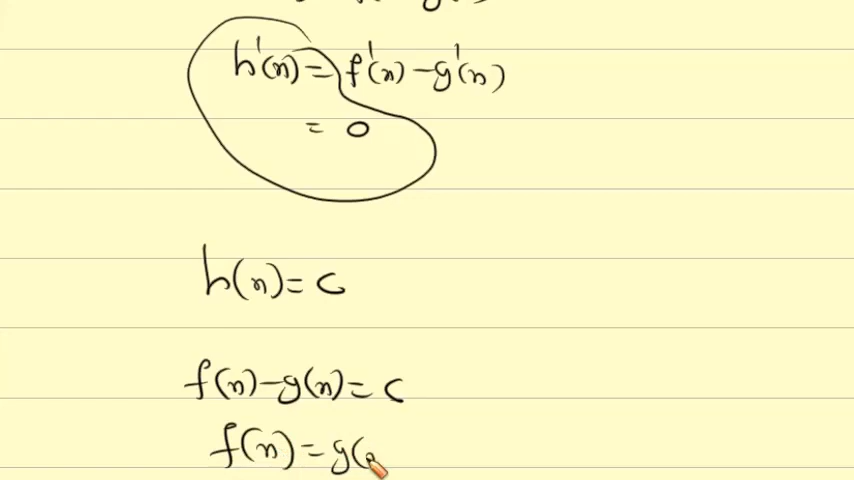 h'(n) = f'(n) - g'(n)
= 0
h(n) = c
f(n) - g(n) = c
f(n) = g(